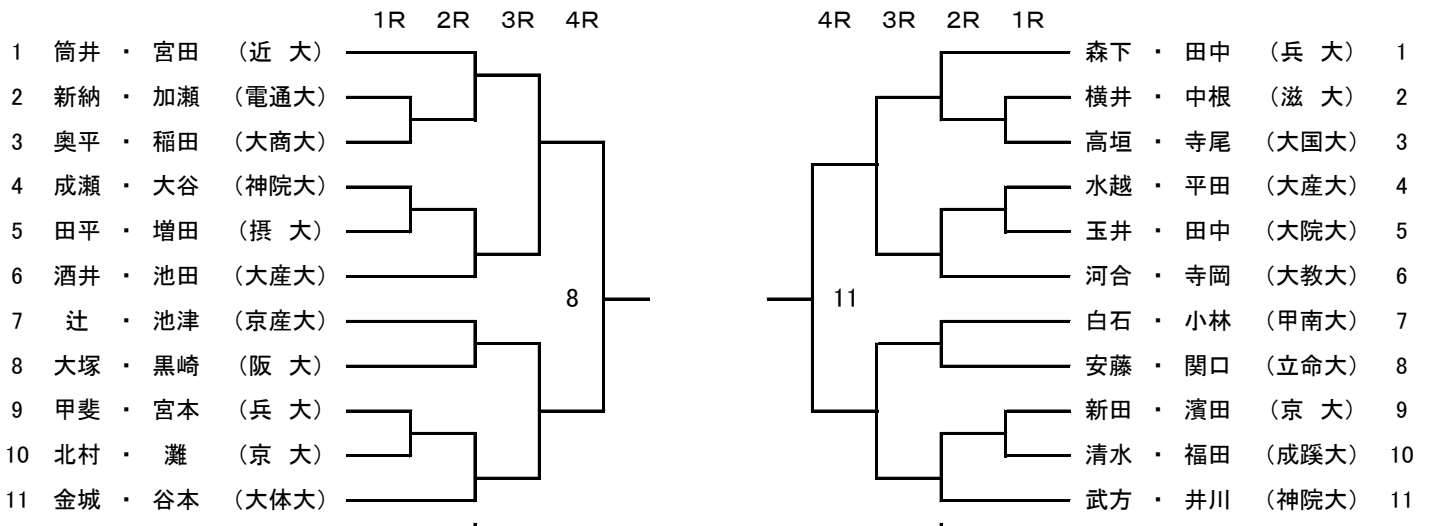 1R 2R 3R 4R
1 筒井 ・ 宮田 (近 大)
2 新納 ・ 加瀬 (電通大)
3 奥平 ・ 稲田 (大商大)
4 成瀬 ・ 大谷 (神院大)
5 田平 ・ 増田 (摂 大)
6 酒井 ・ 池田 (大産大)
7 辻 ・ 池津 (京産大)
8 大塚 ・ 黒崎 (阪 大)
9 甲斐 ・ 宮本 (兵 大)
10 北村 ・ 灘 (京 大)
11 金城 ・ 谷本 (大体大)
8
4R 3R 2R 1R
森下 ・ 田中 (兵 大) 1
横井 ・ 中根 (滋 大) 2
高垣 ・ 寺尾 (大国大) 3
水越 ・ 平田 (大産大) 4
玉井 ・ 田中 (大院大) 5
河合 ・ 寺岡 (大教大) 6
白石 ・ 小林 (甲南大) 7
安藤 ・ 関口 (立命大) 8
新田 ・ 濱田 (京 大) 9
清水 ・ 福田 (成蹊大) 10
武方 ・ 井川 (神院大) 11
11